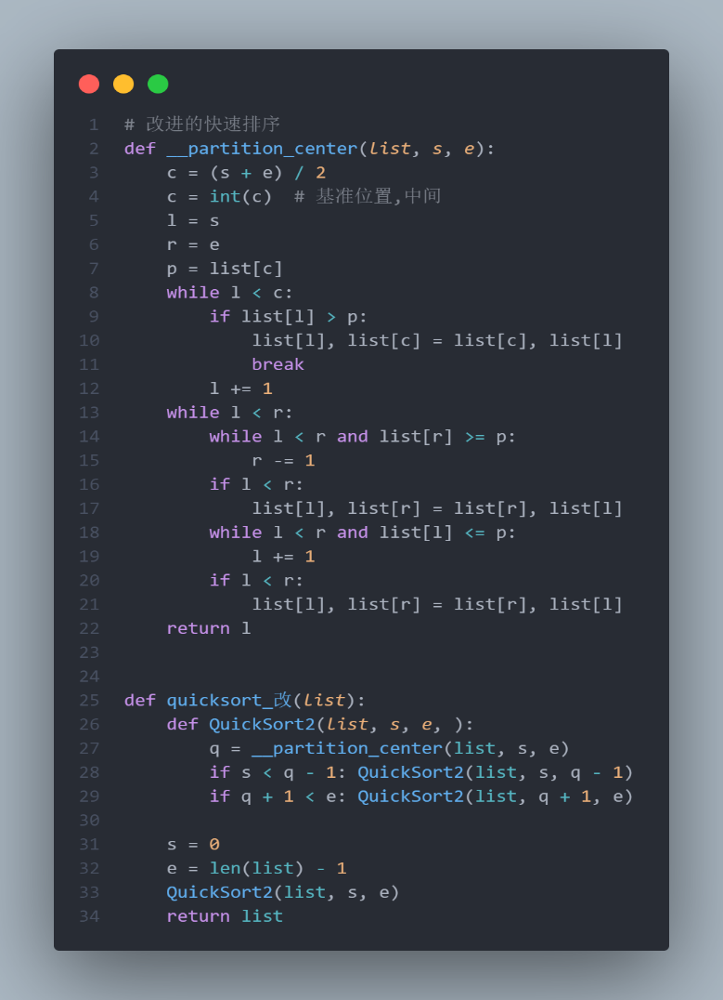 1 # 改进的快速排序
2 def __partition_center(list, s, e):
3     c = (s + e) / 2
4     c = int(c)  # 基准位置,中间
5     l = s
6     r = e
7     p = list[c]
8     while l < c:
9         if list[l] > p:
10             list[l], list[c] = list[c], list[l]
11             break
12         l += 1
13     while l < r:
14         while l < r and list[r] >= p:
15             r -= 1
16         if l < r:
17             list[l], list[r] = list[r], list[l]
18         while l < r and list[l] <= p:
19             l += 1
20         if l < r:
21             list[l], list[r] = list[r], list[l]
22     return l
23
24
25 def quicksort_改(list):
26     def QuickSort2(list, s, e, ):
27         q = __partition_center(list, s, e)
28         if s < q - 1: QuickSort2(list, s, q - 1)
29         if q + 1 < e: QuickSort2(list, q + 1, e)
30
31     s = 0
32     e = len(list) - 1
33     QuickSort2(list, s, e)
34     return list